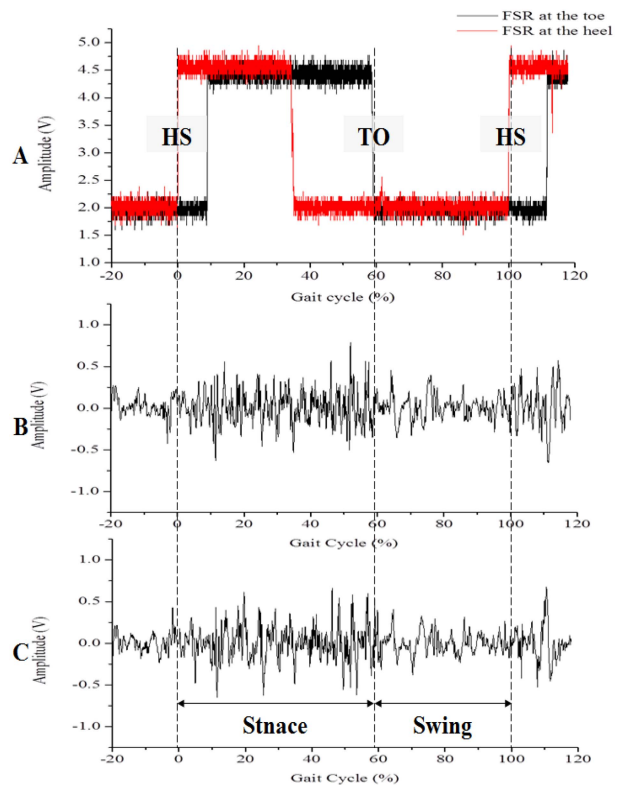 FSR at the toe
FSR at the heel
5.0
4.5
4.0
3.5
3.0
2.5
2.0
1.5
1.0
Amplitude (V)
A
HS
TO
HS
-20
0
20
40
60
80
100
120
Gait cycle (%)
1.0
0.5
0.0
-0.5
-1.0
Amplitude (V)
B
-20
0
20
40
60
80
100
120
Gait Cycle (%)
1.0
0.5
0.0
-0.5
-1.0
Amplitude (V)
C
Stnace
Swing
-20
0
20
40
60
80
100
120
Gait Cycle (%)